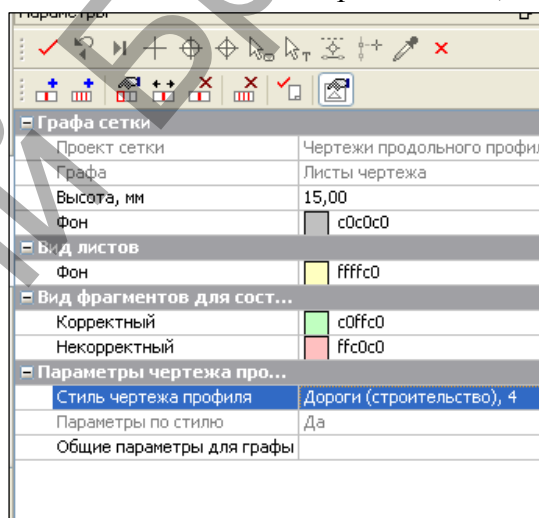 Параметры
Графа сетки
Проект сетки Чертежи продольного профил
Графа Листы чертежа
Высота, мм 15,00
Фон c0c0c0
Вид листов
Фон ffffc0
Вид фрагментов для сост...
Корректный c0ffc0
Некорректный ffc0c0
Параметры чертежа про...
Стиль чертежа профиля Дороги (строительство), 4
Параметры по стилю Да
Общие параметры для графы